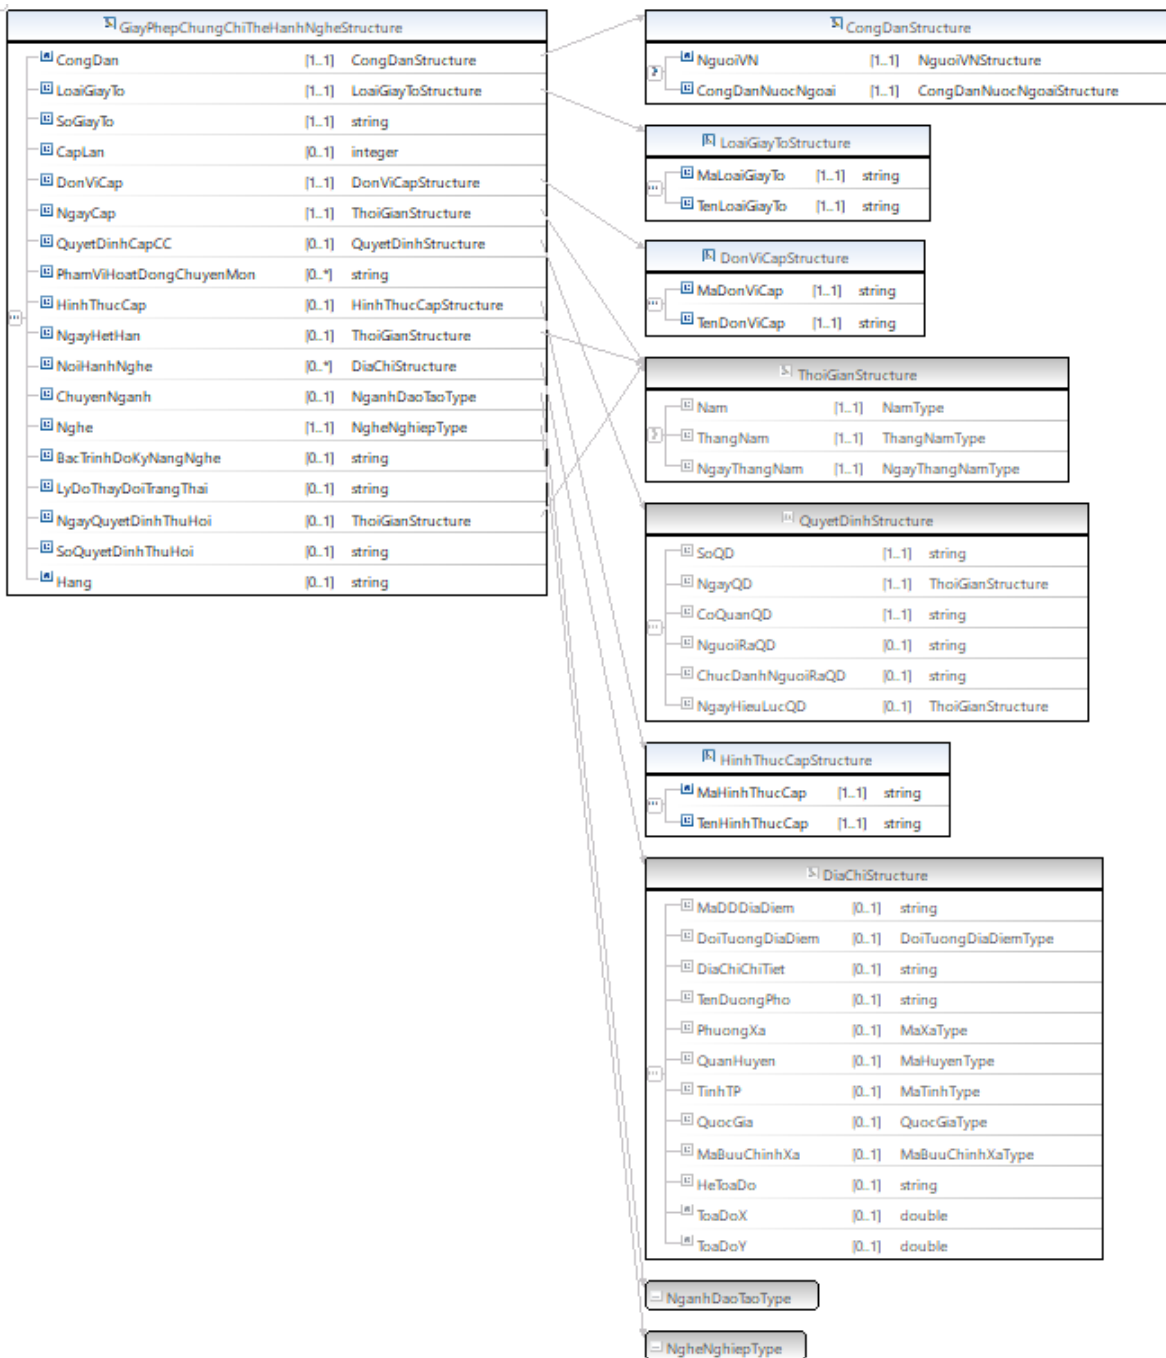 GiayPhepChungChiTheHanhNgheStructure
CongDan [1..1] CongDanStructure
LoaiGiayTo [1..1] LoaiGiayToStructure
SoGiayTo [1..1] string
CapLan [0..1] integer
DonViCap [1..1] DonViCapStructure
NgayCap [1..1] ThoiGianStructure
QuyetDinhCapCC [0..1] QuyetDinhStructure
PhamViHoatDongChuyenMon [0..*] string
HinhThucCap [0..1] HinhThucCapStructure
NgayHetHan [0..1] ThoiGianStructure
NoiHanhNghe [0..*] DiaChiStructure
ChuyenNganh [0..1] NganhDaoTaoType
Nghe [1..1] NgheNghiepType
BacTrinhDoKyNangNghe [0..1] string
LyDoThayDoiTrangThai [0..1] string
NgayQuyetDinhThuHoi [0..1] ThoiGianStructure
SoQuyetDinhThuHoi [0..1] string
Hang [0..1] string
CongDanStructure
NguoiVN [1..1] NguoiVNStructure
CongDanNuocNgoai [1..1] CongDanNuocNgoaiStructure
LoaiGiayToStructure
MaLoaiGiayTo [1..1] string
TenLoaiGiayTo [1..1] string
DonViCapStructure
MaDonViCap [1..1] string
TenDonViCap [1..1] string
ThoiGianStructure
Nam [1..1] NamType
ThangNam [1..1] ThangNamType
NgayThangNam [1..1] NgayThangNamType
QuyetDinhStructure
SoQD [1..1] string
NgayQD [1..1] ThoiGianStructure
CoQuanQD [1..1] string
NguoiRaQD [0..1] string
ChucDanhNguoiRaQD [0..1] string
NgayHieuLucQD [0..1] ThoiGianStructure
HinhThucCapStructure
MaHinhThucCap [1..1] string
TenHinhThucCap [1..1] string
DiaChiStructure
MaDDDiaDiem [0..1] string
DoiTuongDiaDiem [0..1] DoiTuongDiaDiemType
DiaChiChiTiet [0..1] string
TenDuongPho [0..1] string
PhuongXa [0..1] MaXaType
QuanHuyen [0..1] MaHuyenType
TinhTP [0..1] MaTinhType
QuocGia [0..1] QuocGiaType
MaBuuChinhXa [0..1] MaBuuChinhXaType
HeToaDo [0..1] string
ToaDoX [0..1] double
ToaDoY [0..1] double
NganhDaoTaoType
NgheNghiepType